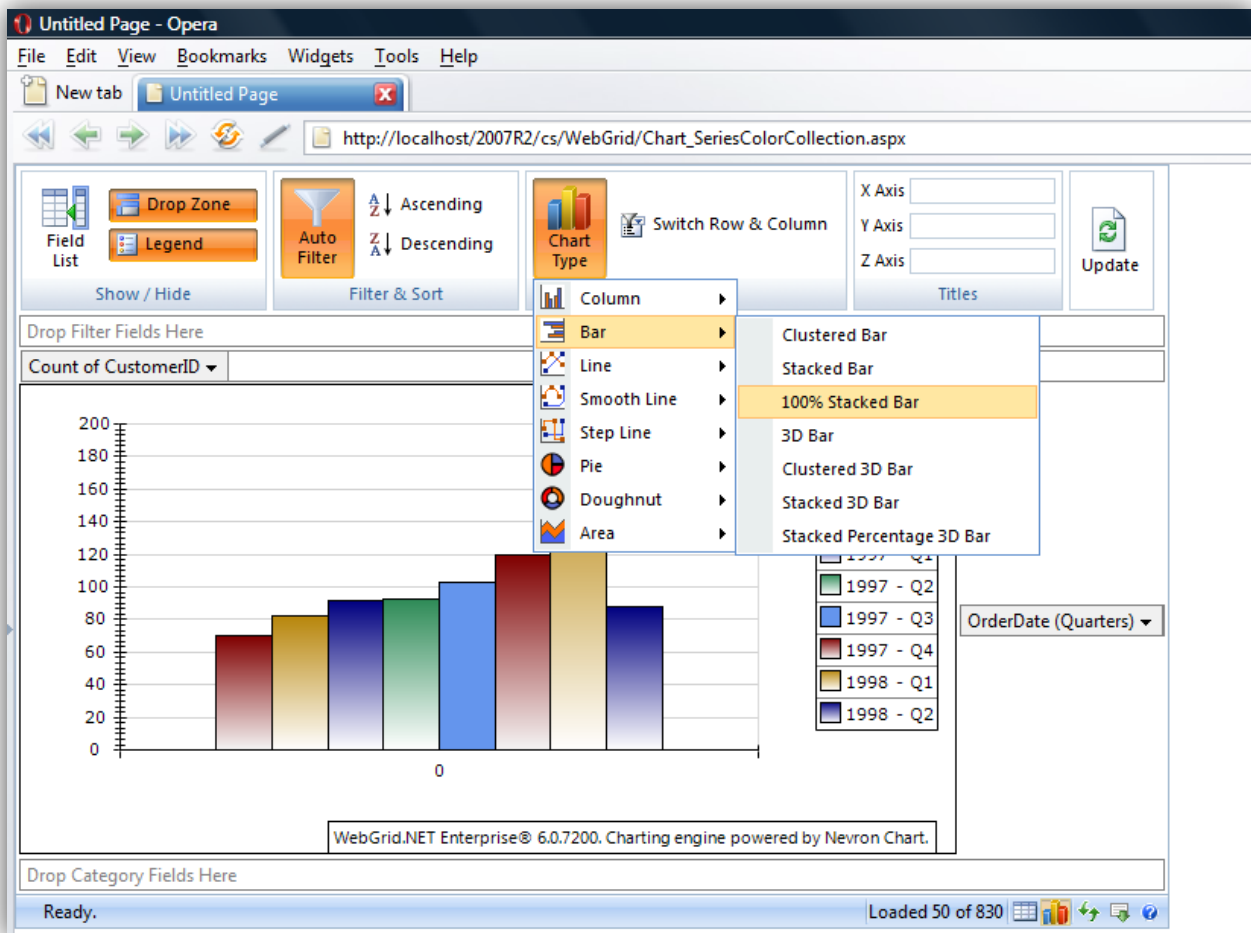 Untitled Page - Opera
File Edit View Bookmarks Widgets Tools Help
New tab Untitled Page
http://localhost/2007R2/cs/WebGrid/Chart_SeriesColorCollection.aspx
Field List
Drop Zone
Legend
Show / Hide
Auto Filter
Ascending
Descending
Filter & Sort
Chart Type
Switch Row & Column
X Axis
Y Axis
Z Axis
Titles
Update
Column
Bar
Line
Smooth Line
Step Line
Pie
Doughnut
Area
Clustered Bar
Stacked Bar
100% Stacked Bar
3D Bar
Clustered 3D Bar
Stacked 3D Bar
Stacked Percentage 3D Bar
Drop Filter Fields Here
Count of CustomerID
200
180
160
140
120
100
80
60
40
20
0
0
1997 - Q1
1997 - Q2
1997 - Q3
1997 - Q4
1998 - Q1
1998 - Q2
OrderDate (Quarters)
WebGrid.NET Enterprise® 6.0.7200. Charting engine powered by Nevron Chart.
Drop Category Fields Here
Ready.
Loaded 50 of 830